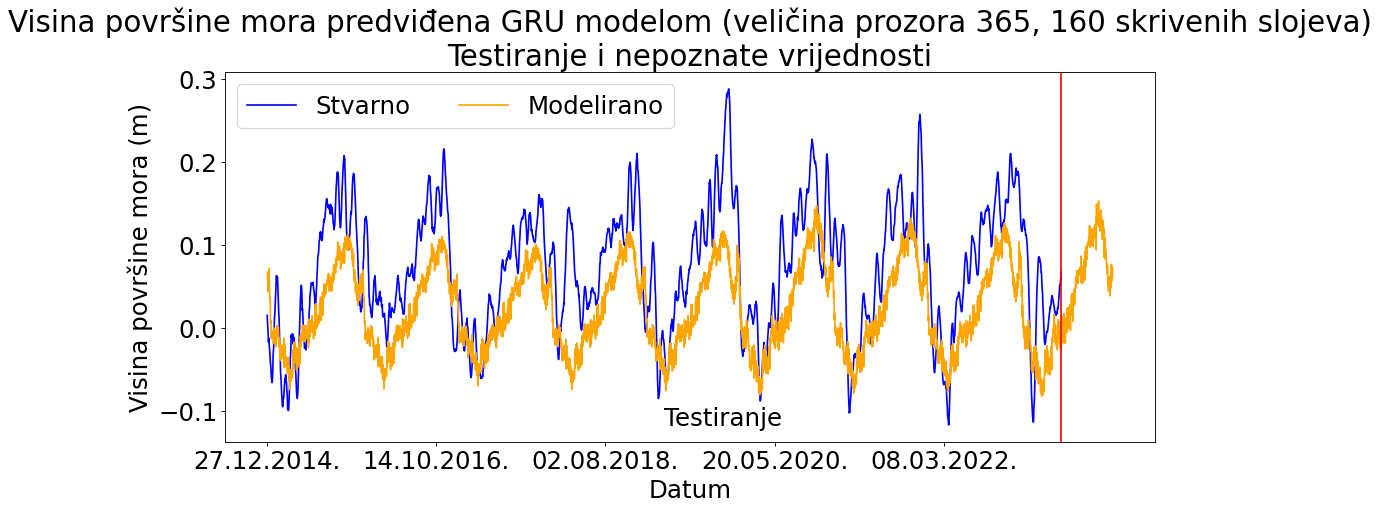 Visina površine mora predviđena GRU modelom (veličina prozora 365, 160 skrivenih slojeva)
Testiranje i nepoznate vrijednosti
Stvarno
Modelirano
Visina površine mora (m)
0.3
0.2
0.1
0.0
−0.1
Testiranje
27.12.2014.
14.10.2016.
02.08.2018.
20.05.2020.
08.03.2022.
Datum